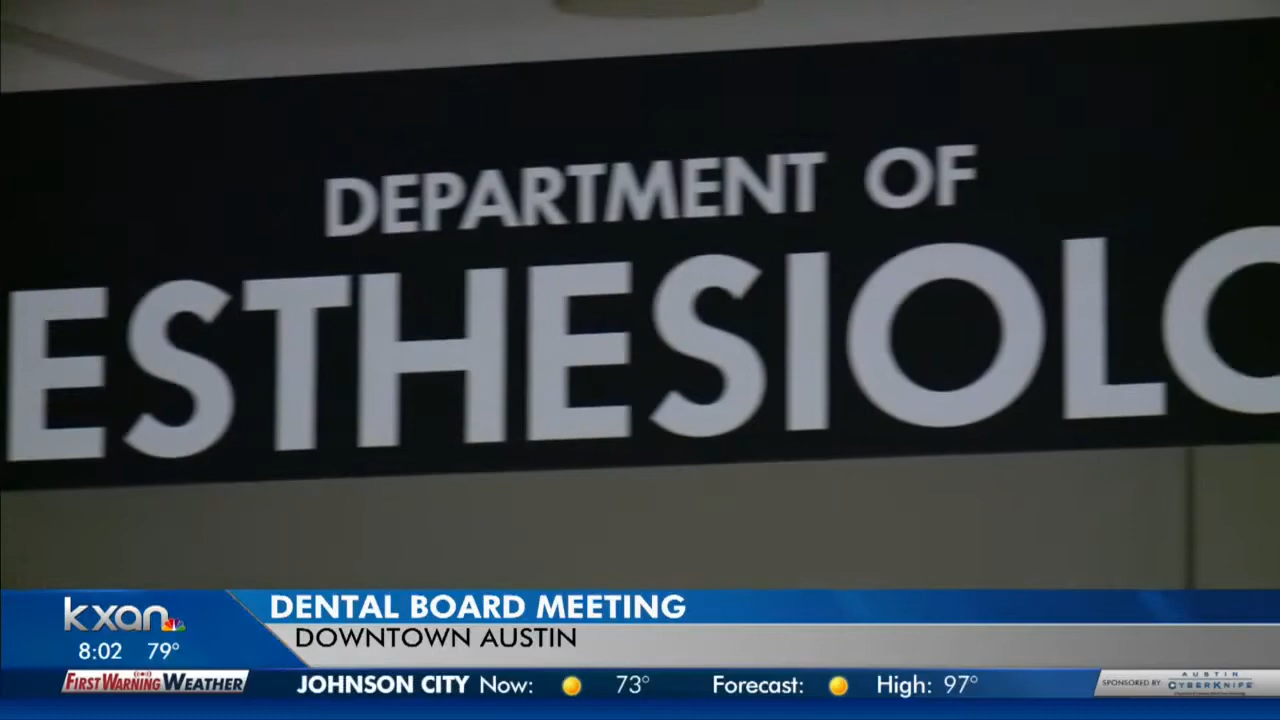 DEPARTMENT OF
ESTHESIOLO
kxan
DENTAL BOARD MEETING
DOWNTOWN AUSTIN
8:02 79°
FIRST WARNING WEATHER
JOHNSON CITY Now: 73° Forecast: High: 97°
SPONSORED BY AUSTIN CYBERKNIFE